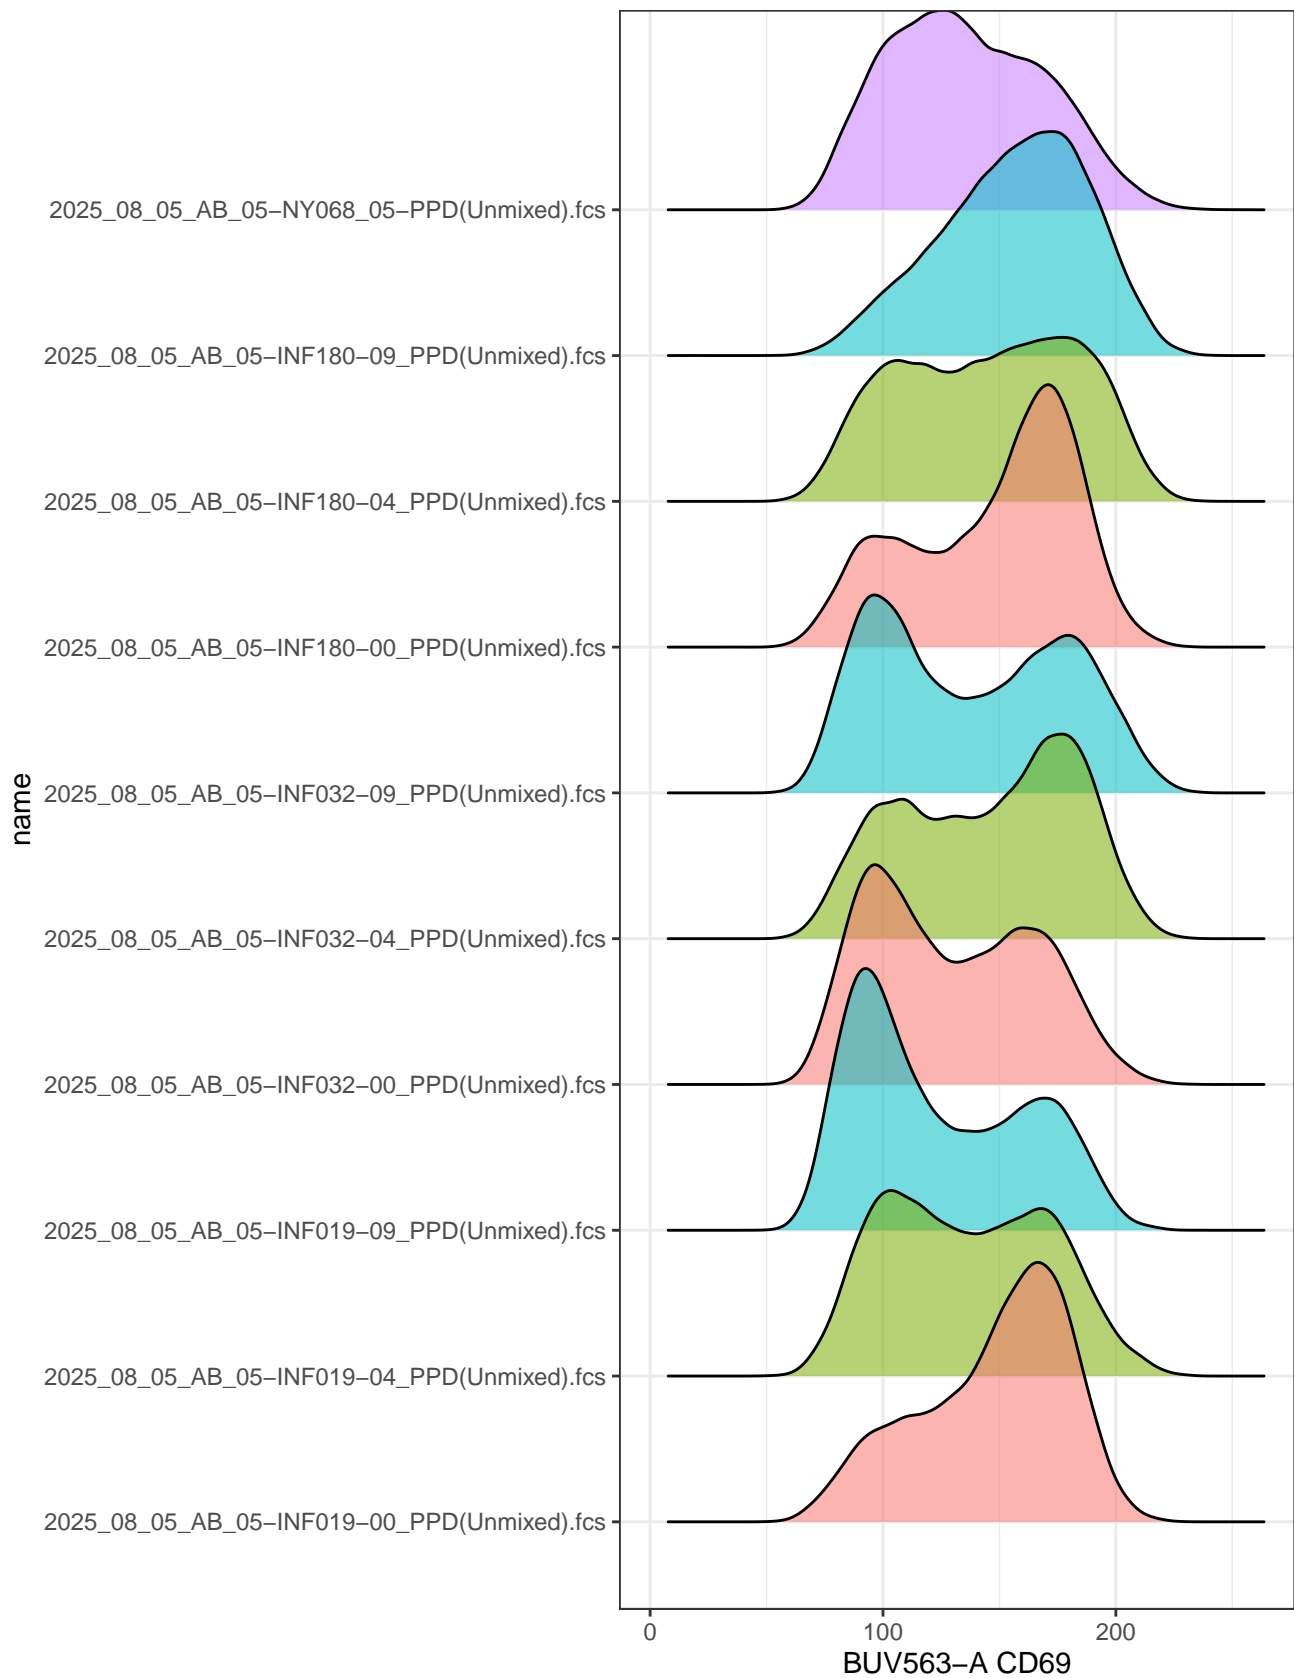 2025_08_05_AB_05−NY068_05−PPD(Unmixed).fcs
2025_08_05_AB_05−INF180−09_PPD(Unmixed).fcs
2025_08_05_AB_05−INF180−04_PPD(Unmixed).fcs
2025_08_05_AB_05−INF180−00_PPD(Unmixed).fcs
name
2025_08_05_AB_05−INF032−09_PPD(Unmixed).fcs
2025_08_05_AB_05−INF032−04_PPD(Unmixed).fcs
2025_08_05_AB_05−INF032−00_PPD(Unmixed).fcs
2025_08_05_AB_05−INF019−09_PPD(Unmixed).fcs
2025_08_05_AB_05−INF019−04_PPD(Unmixed).fcs
2025_08_05_AB_05−INF019−00_PPD(Unmixed).fcs
0 100 200
BUV563−A CD69